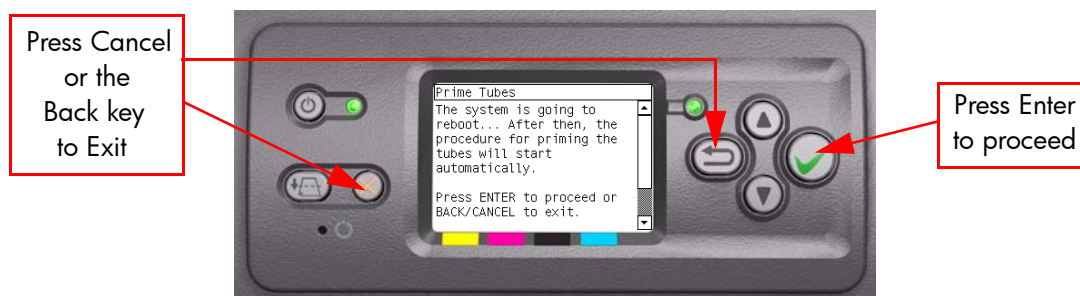 Press Cancel
or the
Back key
to Exit
Prime Tubes
The system is going to
reboot... After then, the
procedure for priming the
tubes will start
automatically.
Press ENTER to proceed or
BACK/CANCEL to exit.
Press Enter
to proceed